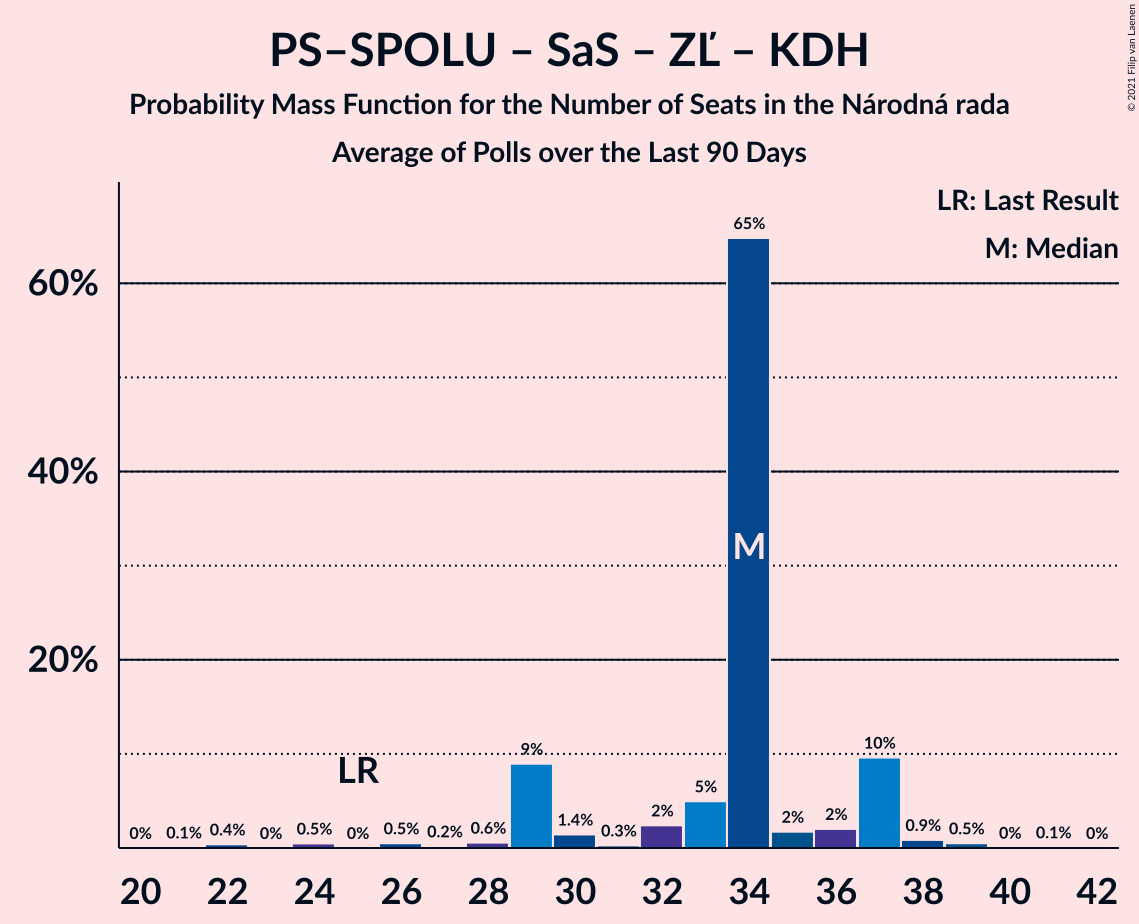 PS–SPOLU – SaS – ZĽ – KDH
Probability Mass Function for the Number of Seats in the Národná rada
Average of Polls over the Last 90 Days
© 2021 Filip van Laenen
LR: Last Result
M: Median
65%
60%
M
40%
20%
LR
0% 0.1% 0.4% 0% 0.5% 0% 0.5% 0.2% 0.6% 9% 1.4% 0.3% 2% 5% 2% 2% 10% 0.9% 0.5% 0% 0.1% 0%
20 22 24 26 28 30 32 34 36 38 40 42